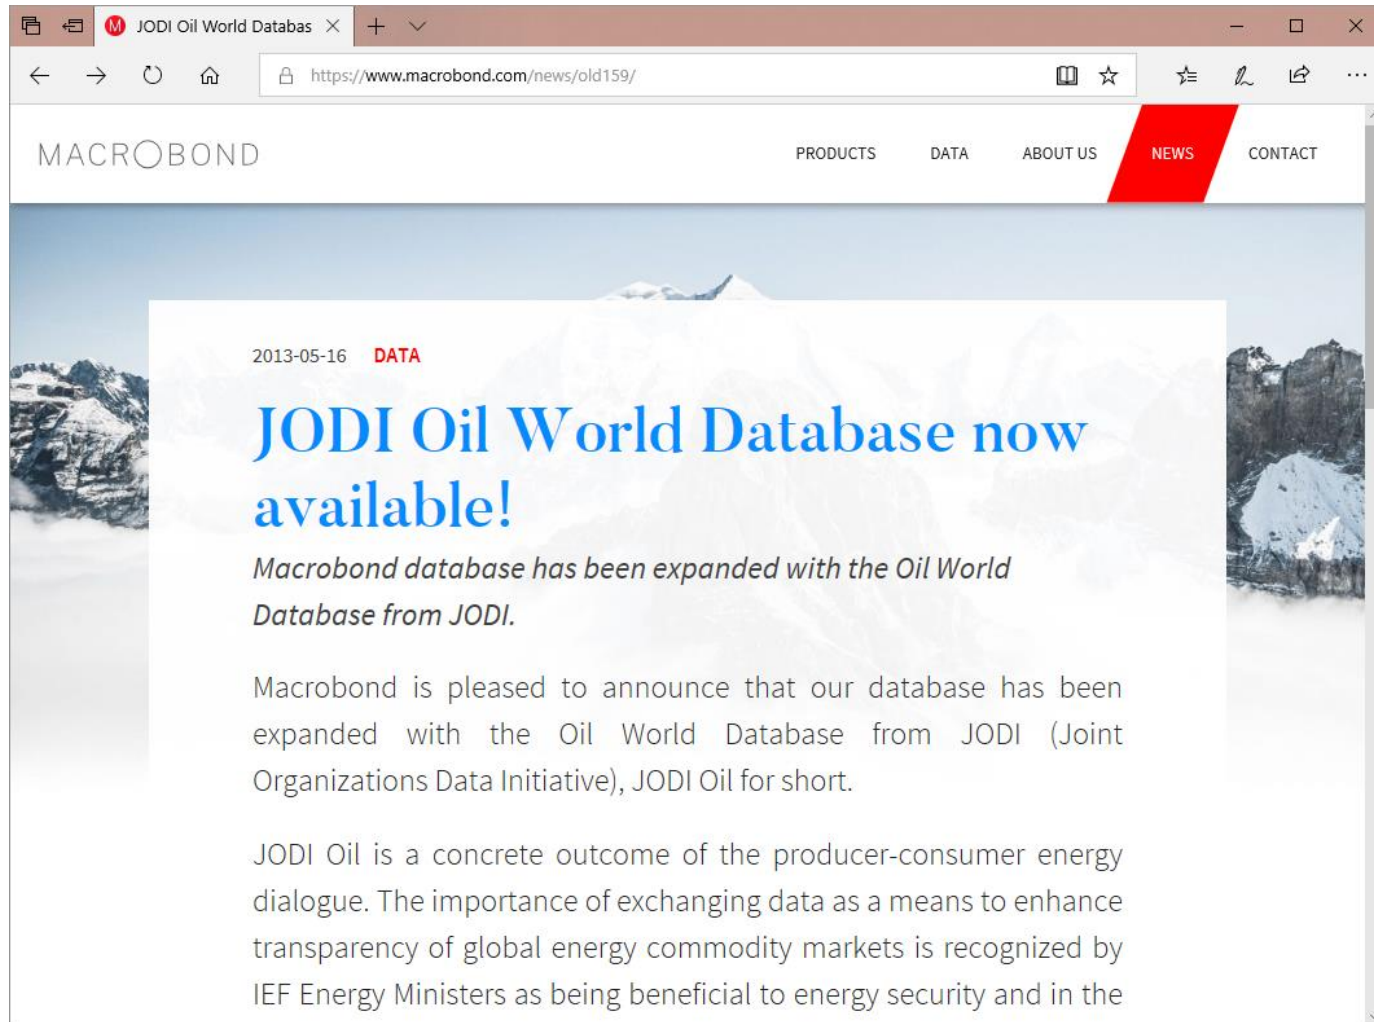 JODI Oil World Databas
https://www.macrobond.com/news/old159/
MACROBOND
PRODUCTS DATA ABOUT US NEWS CONTACT
2013-05-16 DATA
JODI Oil World Database now
available!
Macrobond database has been expanded with the Oil World
Database from JODI.
Macrobond is pleased to announce that our database has been
expanded with the Oil World Database from JODI (Joint
Organizations Data Initiative), JODI Oil for short.
JODI Oil is a concrete outcome of the producer-consumer energy
dialogue. The importance of exchanging data as a means to enhance
transparency of global energy commodity markets is recognized by
IEF Energy Ministers as being beneficial to energy security and in the